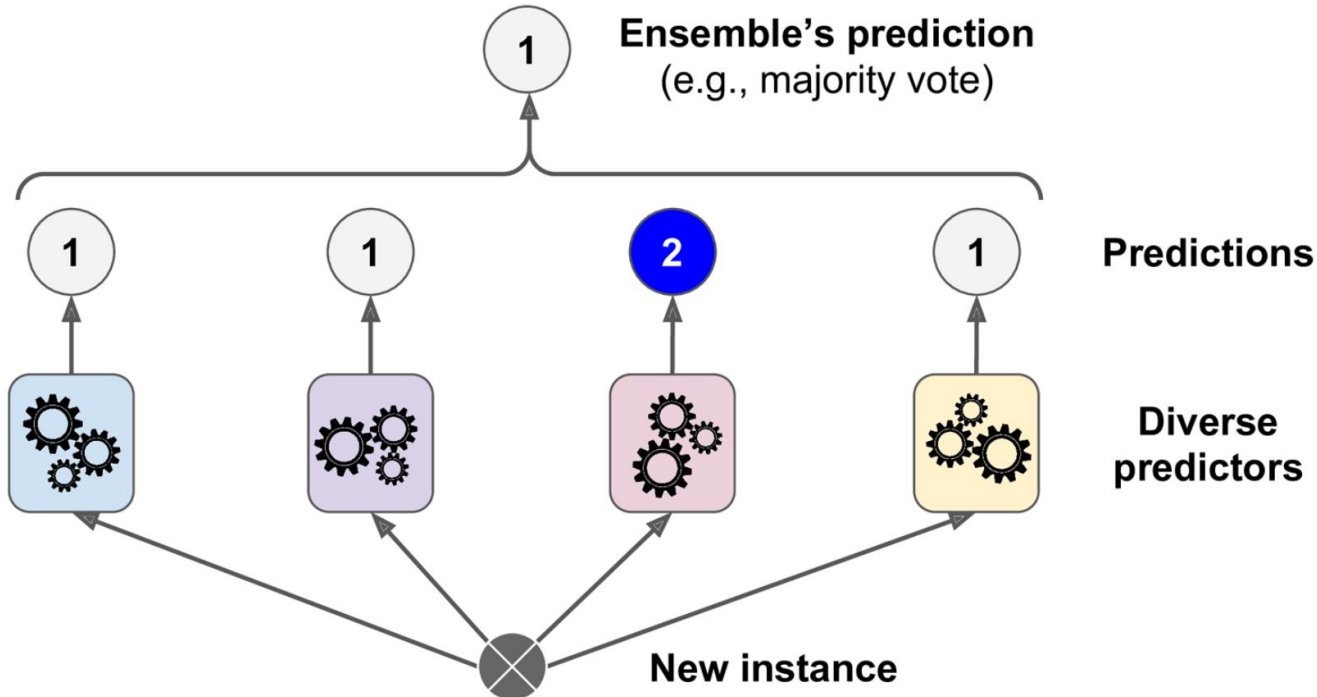 1
Ensemble’s prediction
(e.g., majority vote)
1 1 2 1 Predictions
Diverse
predictors
New instance